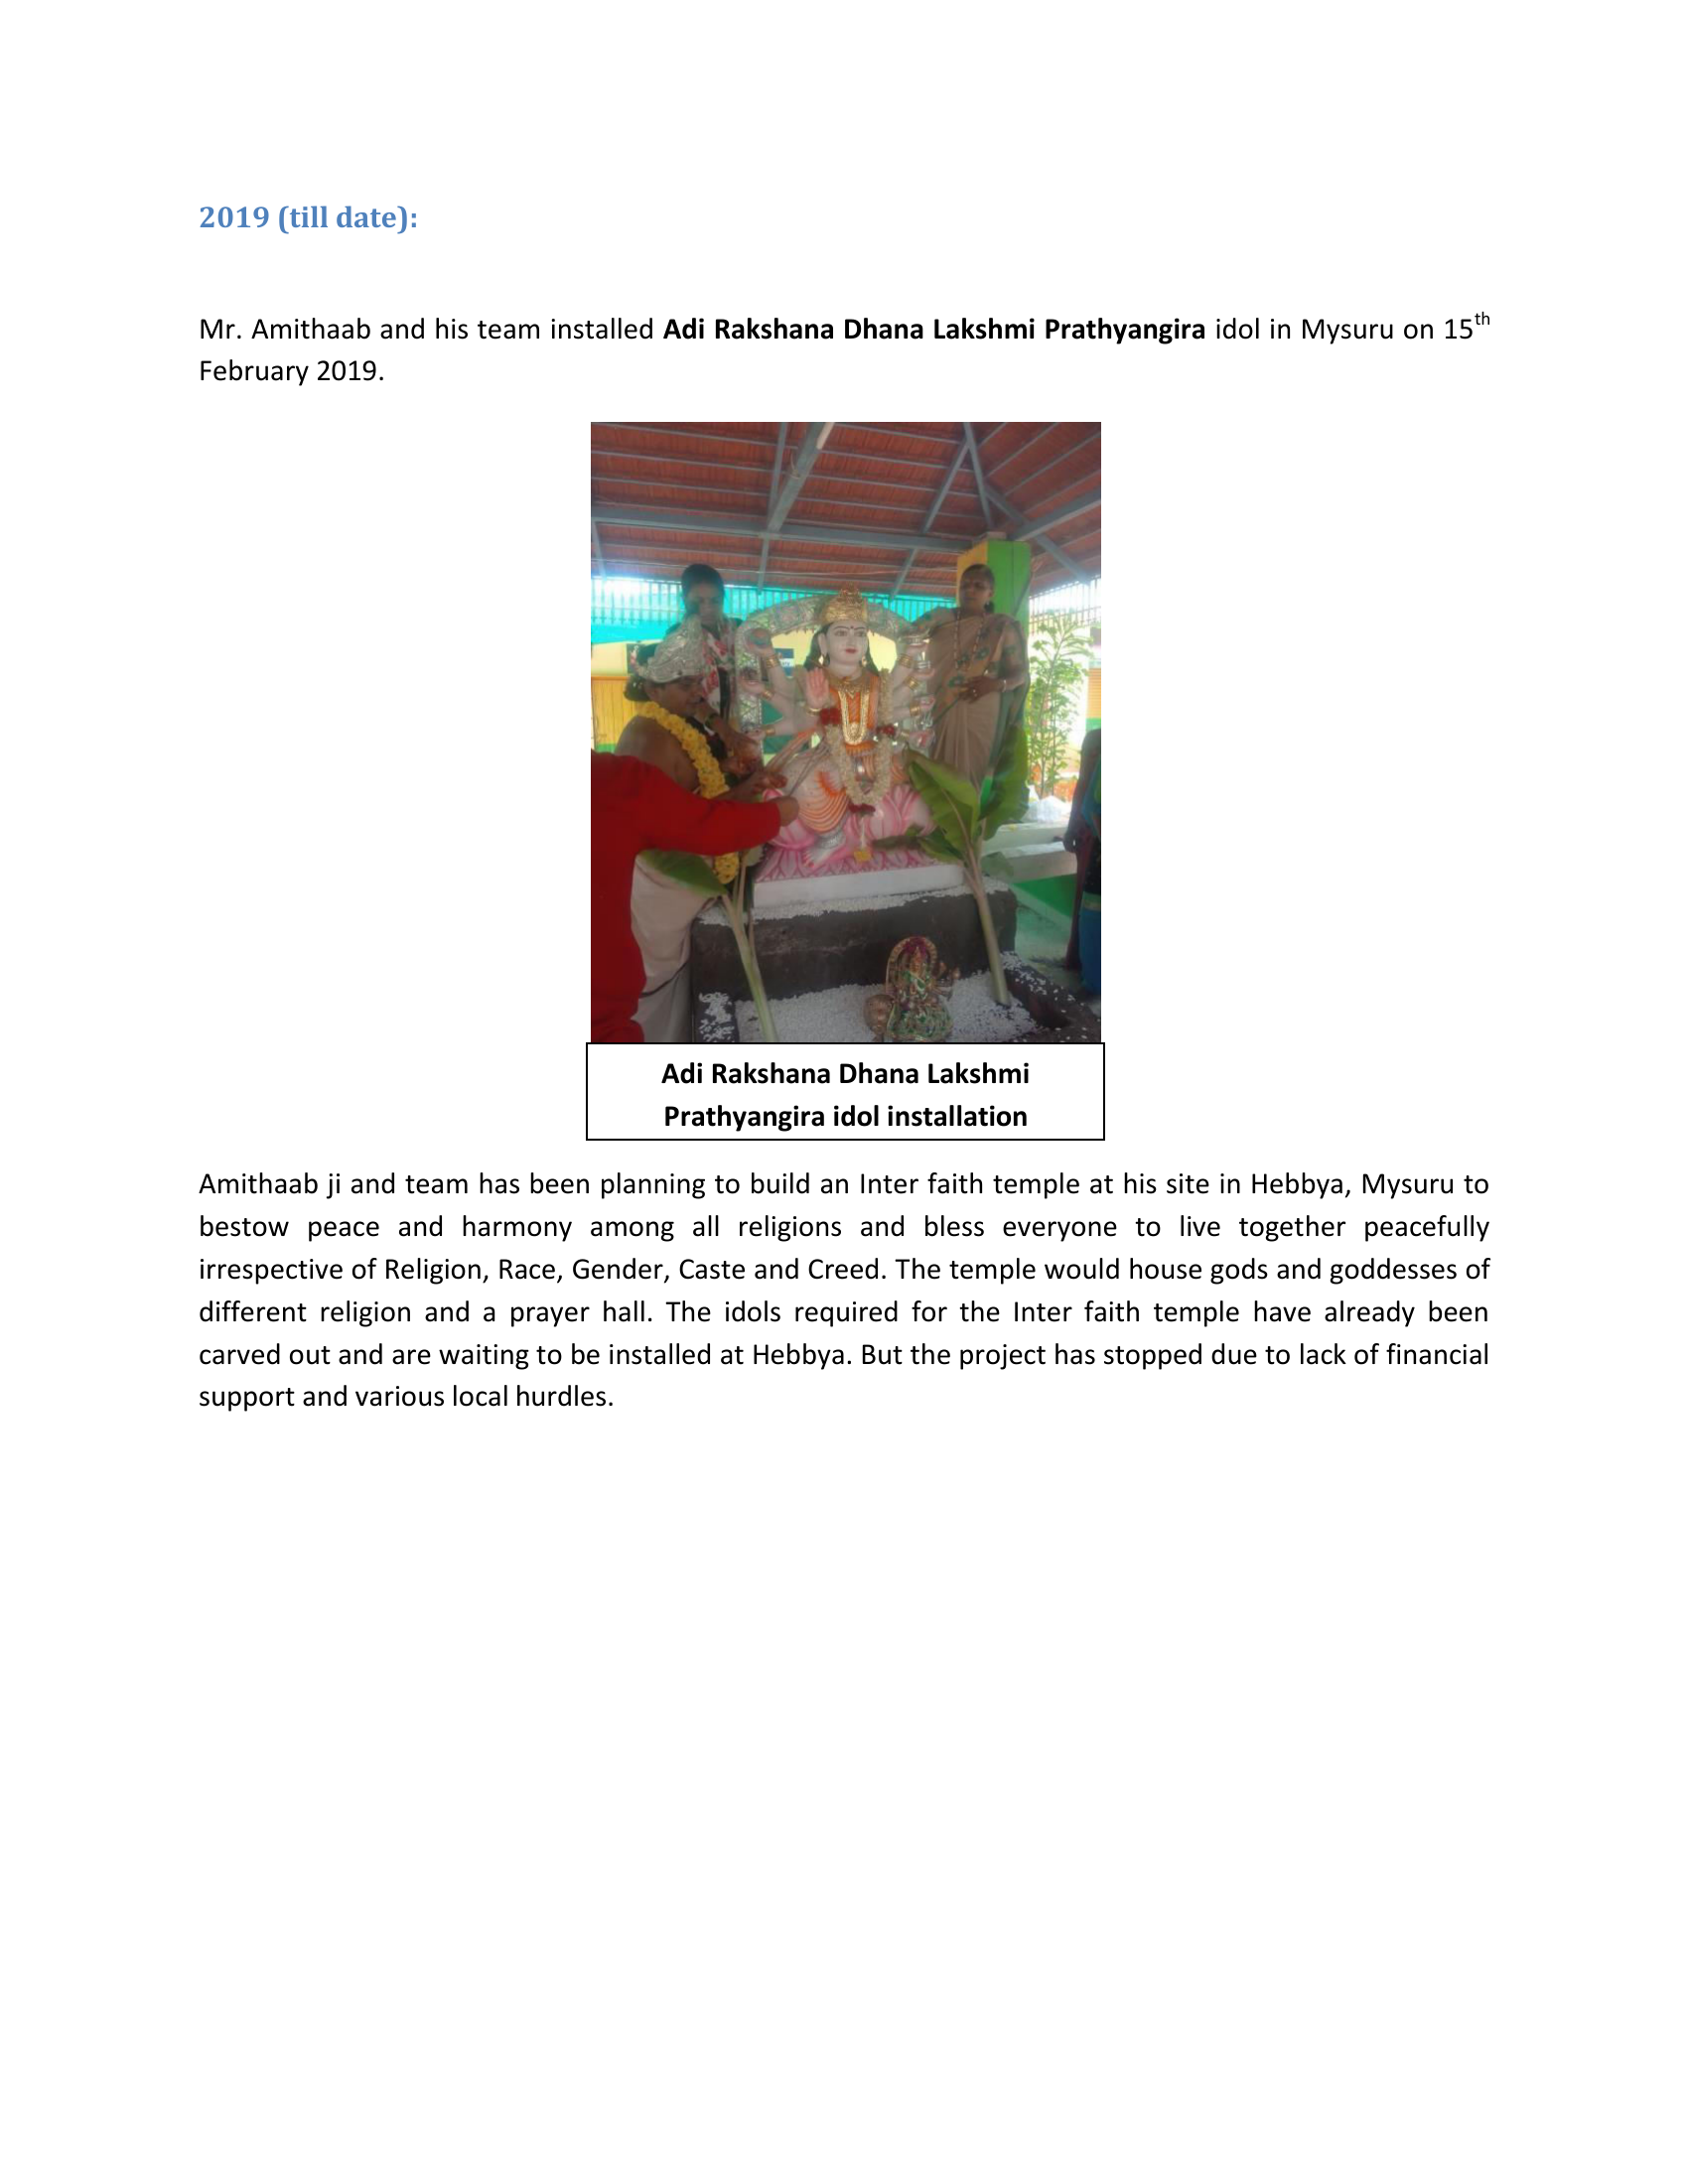 2019 (till date):
Mr. Amithaab and his team installed Adi Rakshana Dhana Lakshmi Prathyangira idol in Mysuru on 15th
February 2019.
Adi Rakshana Dhana Lakshmi
Prathyangira idol installation
Amithaab ji and team has been planning to build an Inter faith temple at his site in Hebbya, Mysuru to
bestow peace and harmony among all religions and bless everyone to live together peacefully
irrespective of Religion, Race, Gender, Caste and Creed. The temple would house gods and goddesses of
different religion and a prayer hall. The idols required for the Inter faith temple have already been
carved out and are waiting to be installed at Hebbya. But the project has stopped due to lack of financial
support and various local hurdles.